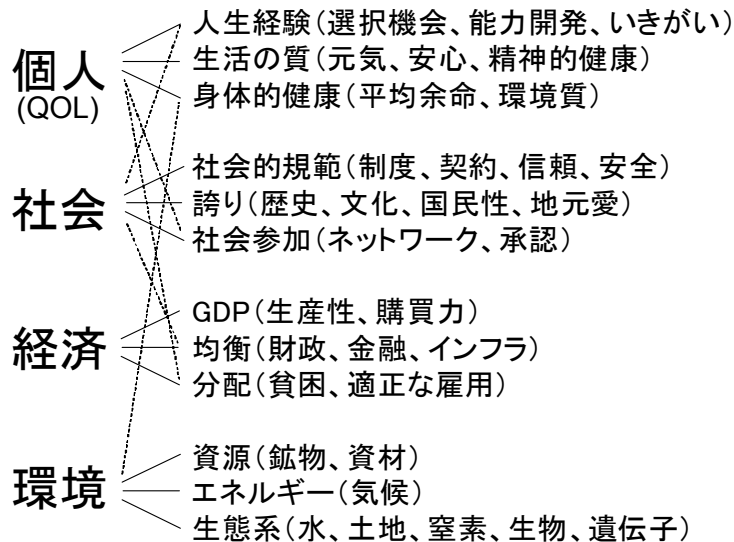 個人
(QOL)
人生経験(選択機会、能力開発、いきがい)
生活の質(元気、安心、精神的健康)
身体的健康(平均余命、環境質)
社会
社会的規範(制度、契約、信頼、安全)
誇り(歴史、文化、国民性、地元愛)
社会参加(ネットワーク、承認)
経済
GDP(生産性、購買力)
均衡(財政、金融、インフラ)
分配(貧困、適正な雇用)
環境
資源(鉱物、資材)
エネルギー(気候)
生態系(水、土地、窒素、生物、遺伝子)